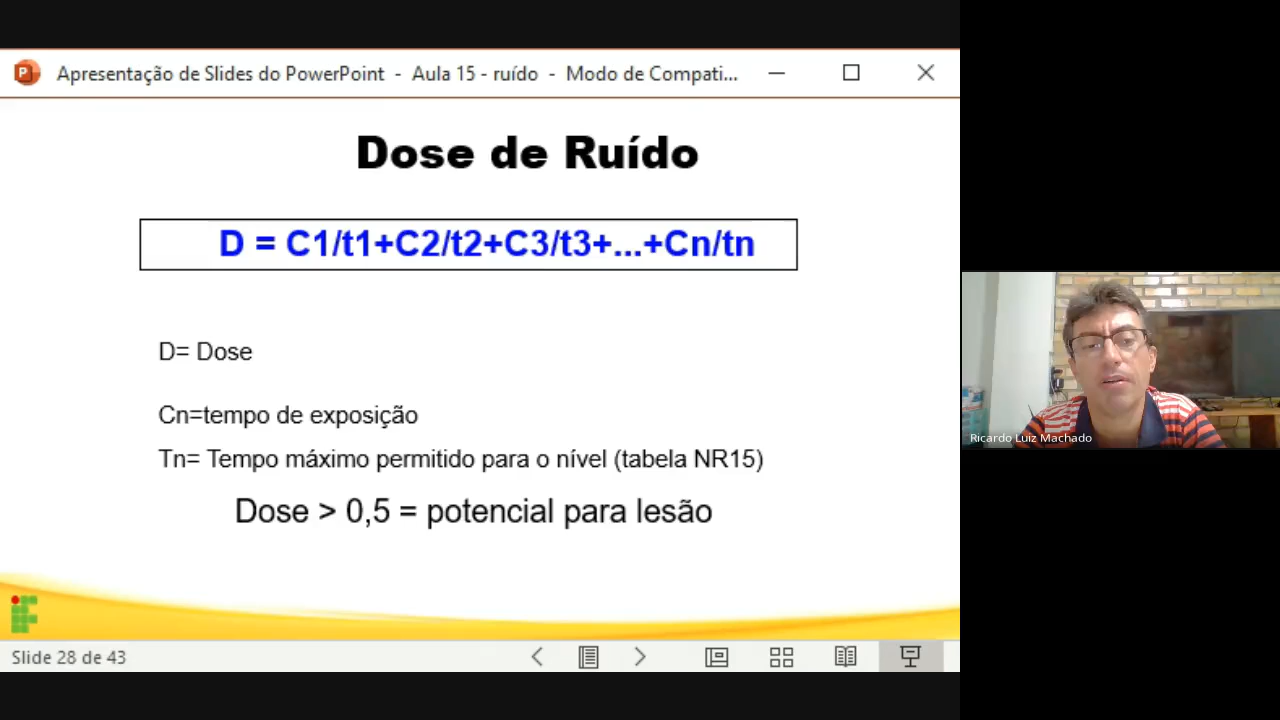 Apresentação de Slides do PowerPoint - Aula 15 - ruído - Modo de Compati...
Dose de Ruído
D = C1/t1+C2/t2+C3/t3+...+Cn/tn
D= Dose
Cn=tempo de exposição
Tn= Tempo máximo permitido para o nível (tabela NR15)
Dose > 0,5 = potencial para lesão
Ricardo Luiz Machado
Slide 28 de 43